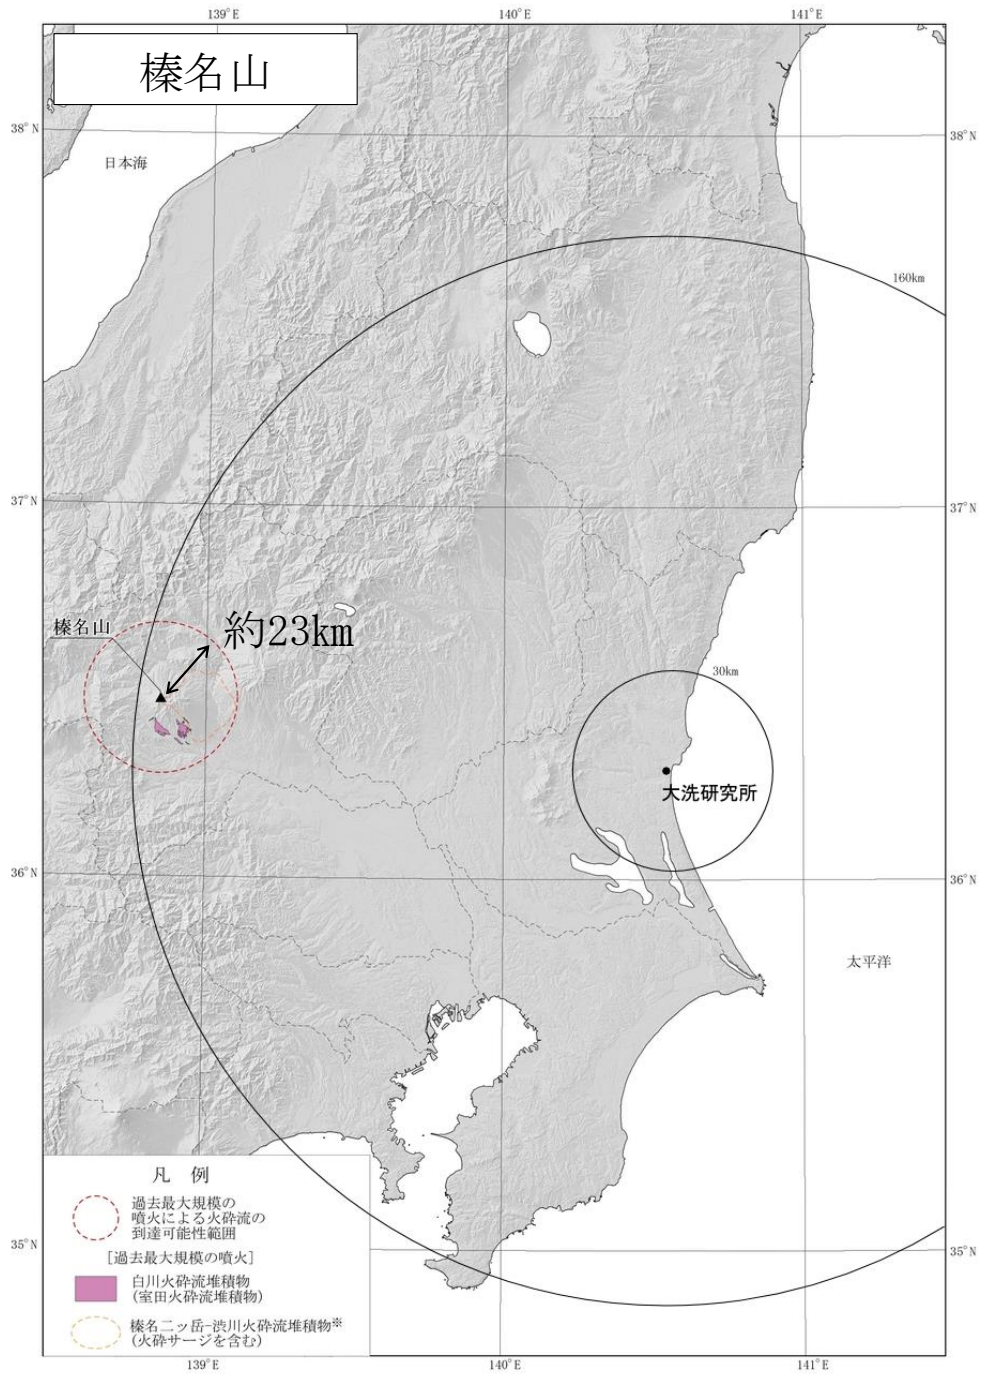 139°E
140°E
141°E
榛名山
38°N
38°N
日本海
160km
37°N
37°N
榛名山
約23km
30km
大洗研究所
36°N
36°N
太平洋
凡 例
過去最大規模の
噴火による火砕流の
到達可能性範囲
[過去最大規模の噴火]
白川火砕流堆積物
(室田火砕流堆積物)
榛名二ッ岳-渋川火砕流堆積物※
(火砕サージを含む)
35°N
35°N
139°E
140°E
141°E